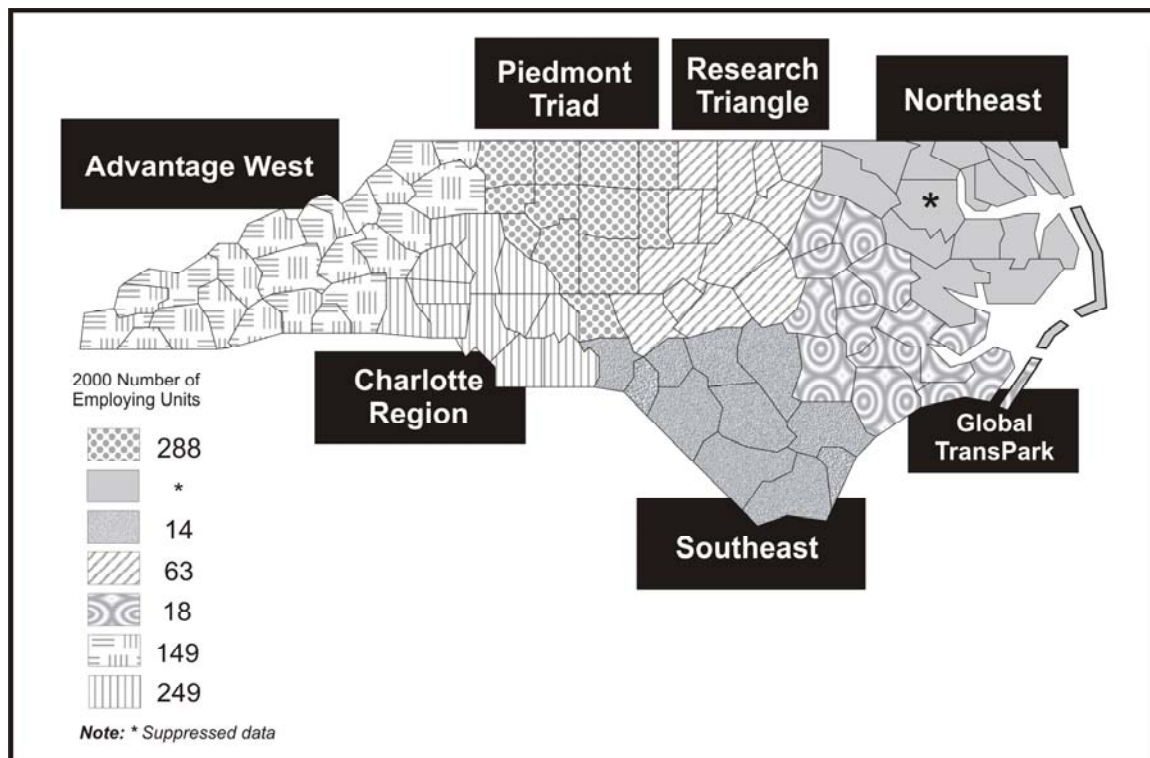 Piedmont
Triad
Research
Triangle
Northeast
Advantage West
*
Charlotte
Region
Global
TransPark
Southeast
2000 Number of
Employing Units
288
*
14
63
18
149
249
Note: * Suppressed data